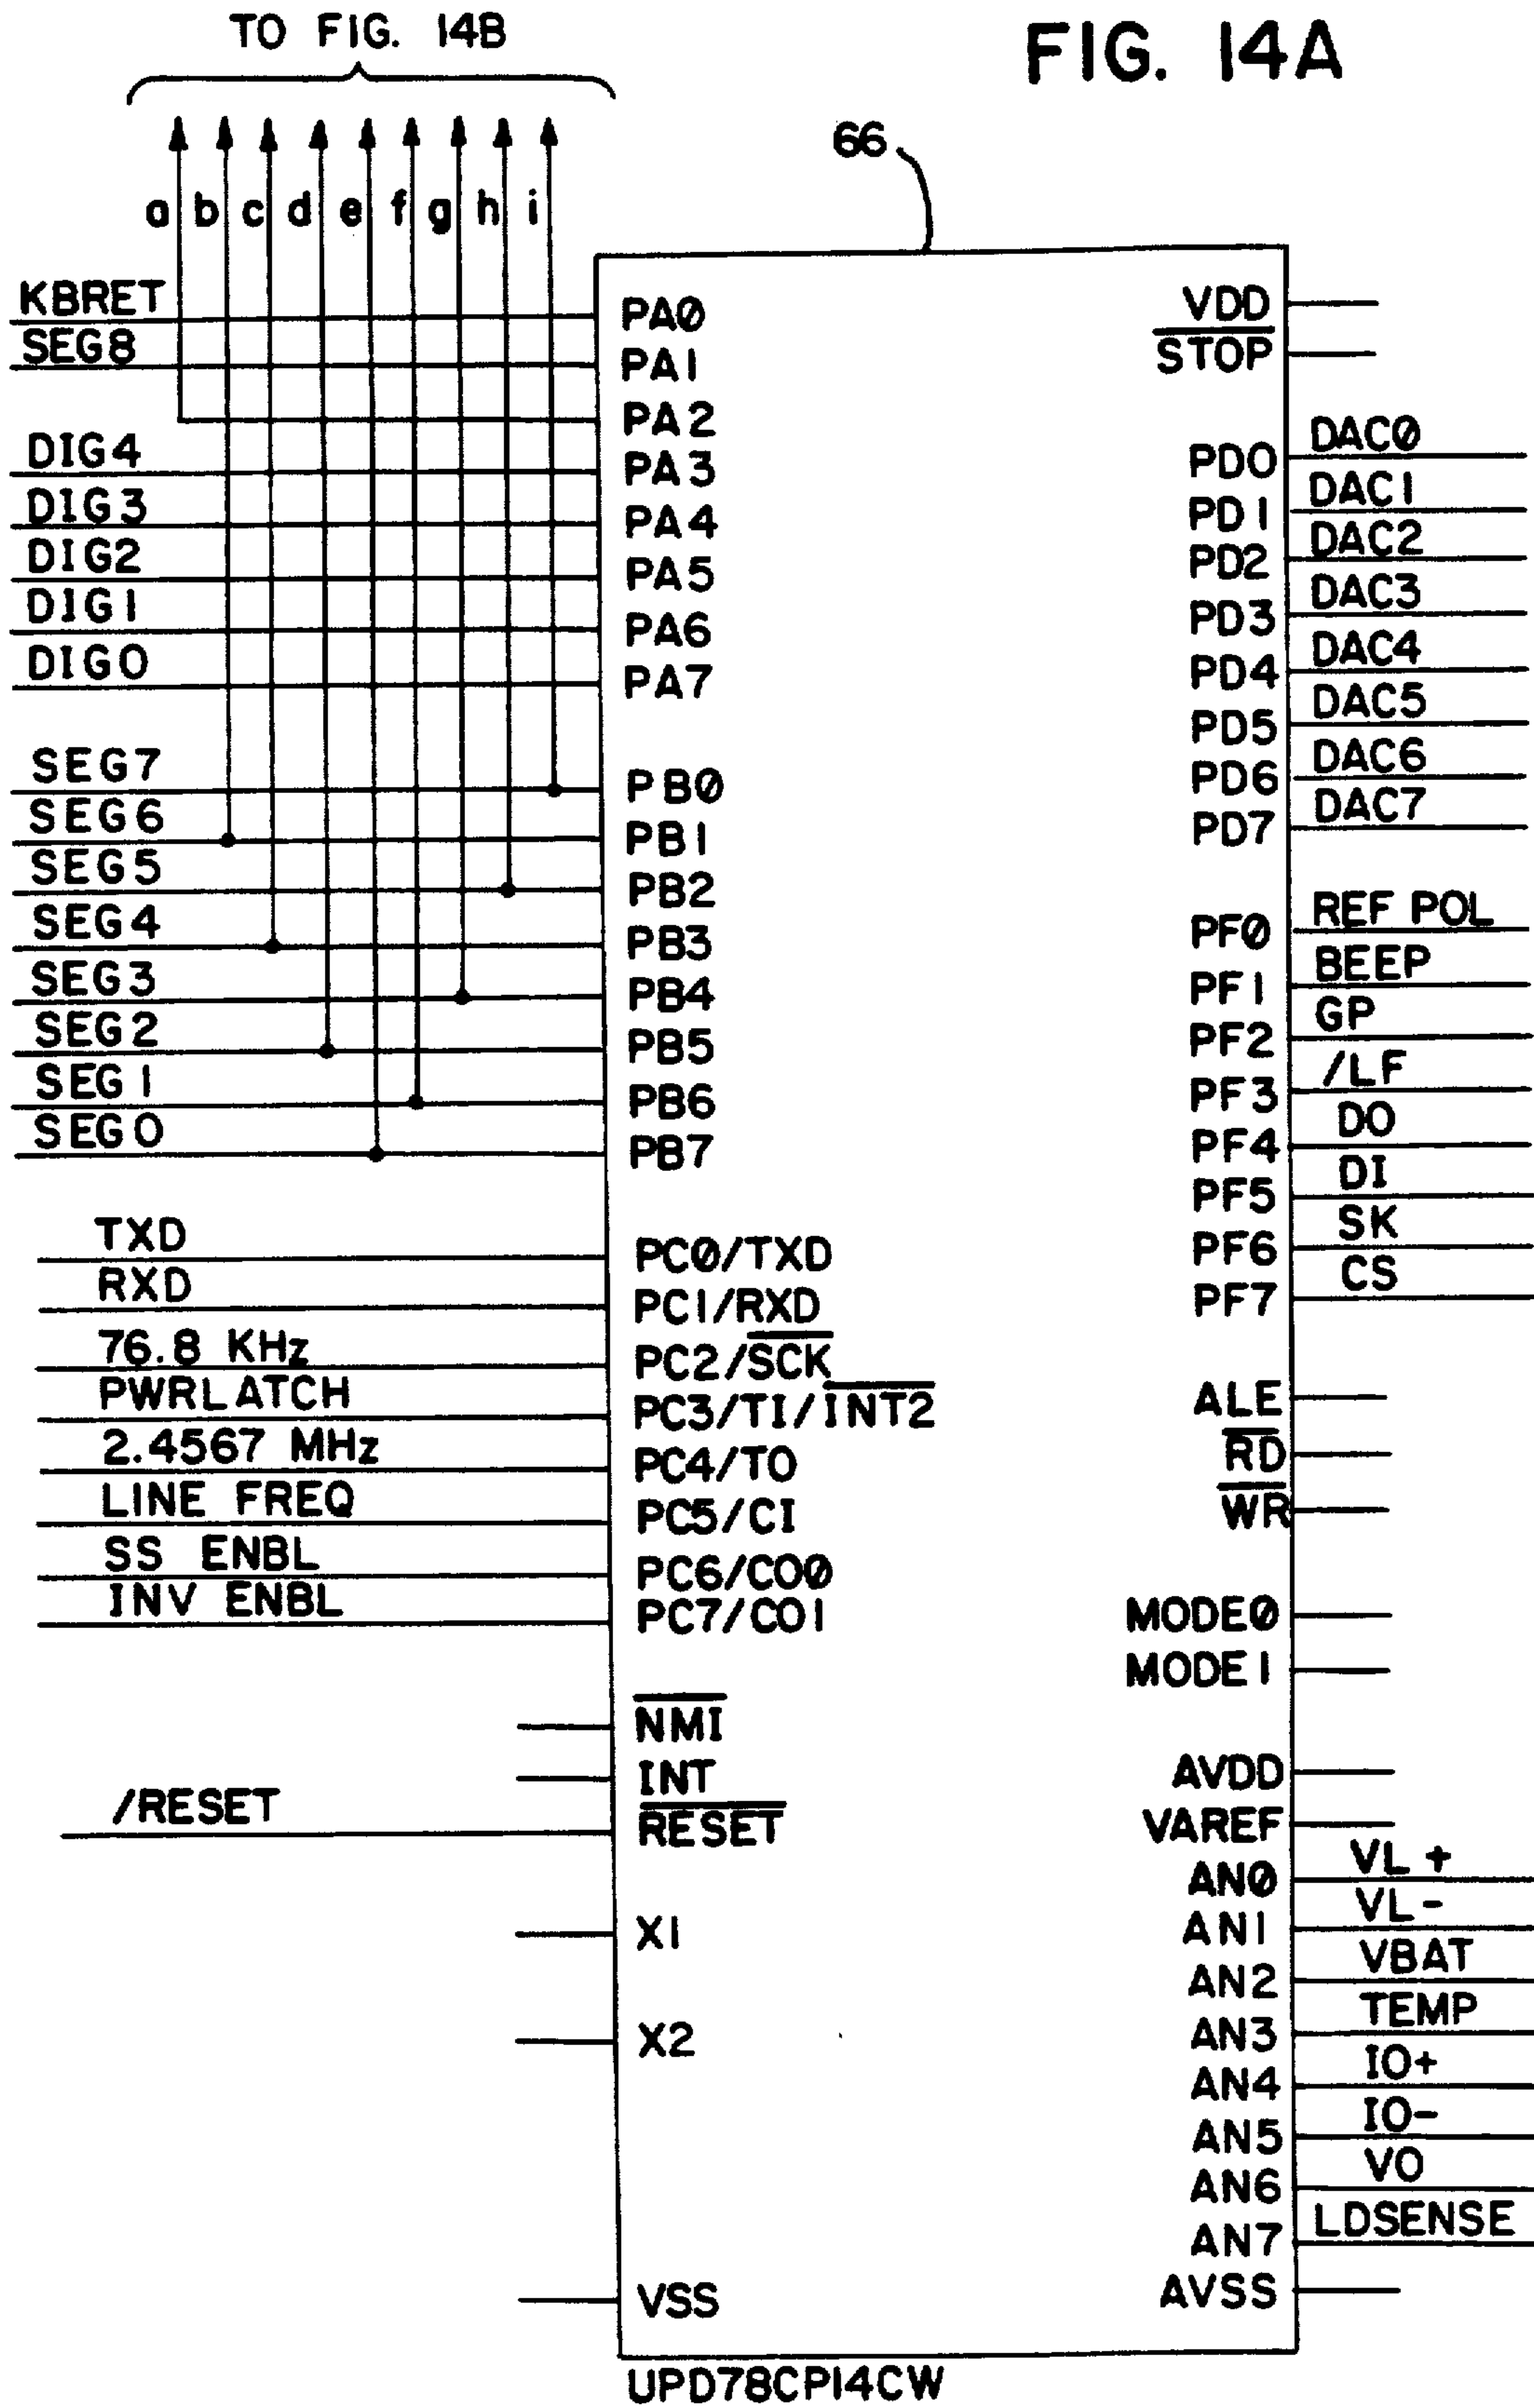 TO FIG. 14B
FIG. 14A
66
a b c d e f g h i
KBRET
SEG8
DIG4
DIG3
DIG2
DIG1
DIG0
SEG7
SEG6
SEG5
SEG4
SEG3
SEG2
SEG1
SEG0
TXD
RXD
76.8 KHz
PWRLATCH
2.4567 MHz
LINE FREQ
SS ENBL
INV ENBL
/RESET
PA0
PA1
PA2
PA3
PA4
PA5
PA6
PA7
PB0
PB1
PB2
PB3
PB4
PB5
PB6
PB7
PC0/TXD
PC1/RXD
PC2/SCK
PC3/TI/INT2
PC4/TO
PC5/CI
PC6/CO0
PC7/CO1
NMI
INT
RESET
X1
X2
VSS
VDD
STOP
PD0
PD1
PD2
PD3
PD4
PD5
PD6
PD7
PF0
PF1
PF2
PF3
PF4
PF5
PF6
PF7
ALE
RD
WR
MODE0
MODE1
AVDD
VAREF
AN0
AN1
AN2
AN3
AN4
AN5
AN6
AN7
AVSS
DAC0
DAC1
DAC2
DAC3
DAC4
DAC5
DAC6
DAC7
REF POL
BEEP
GP
/LF
DO
DI
SK
CS
VL+
VL-
VBAT
TEMP
IO+
IO-
VO
LDSENSE
UPD78CP14CW